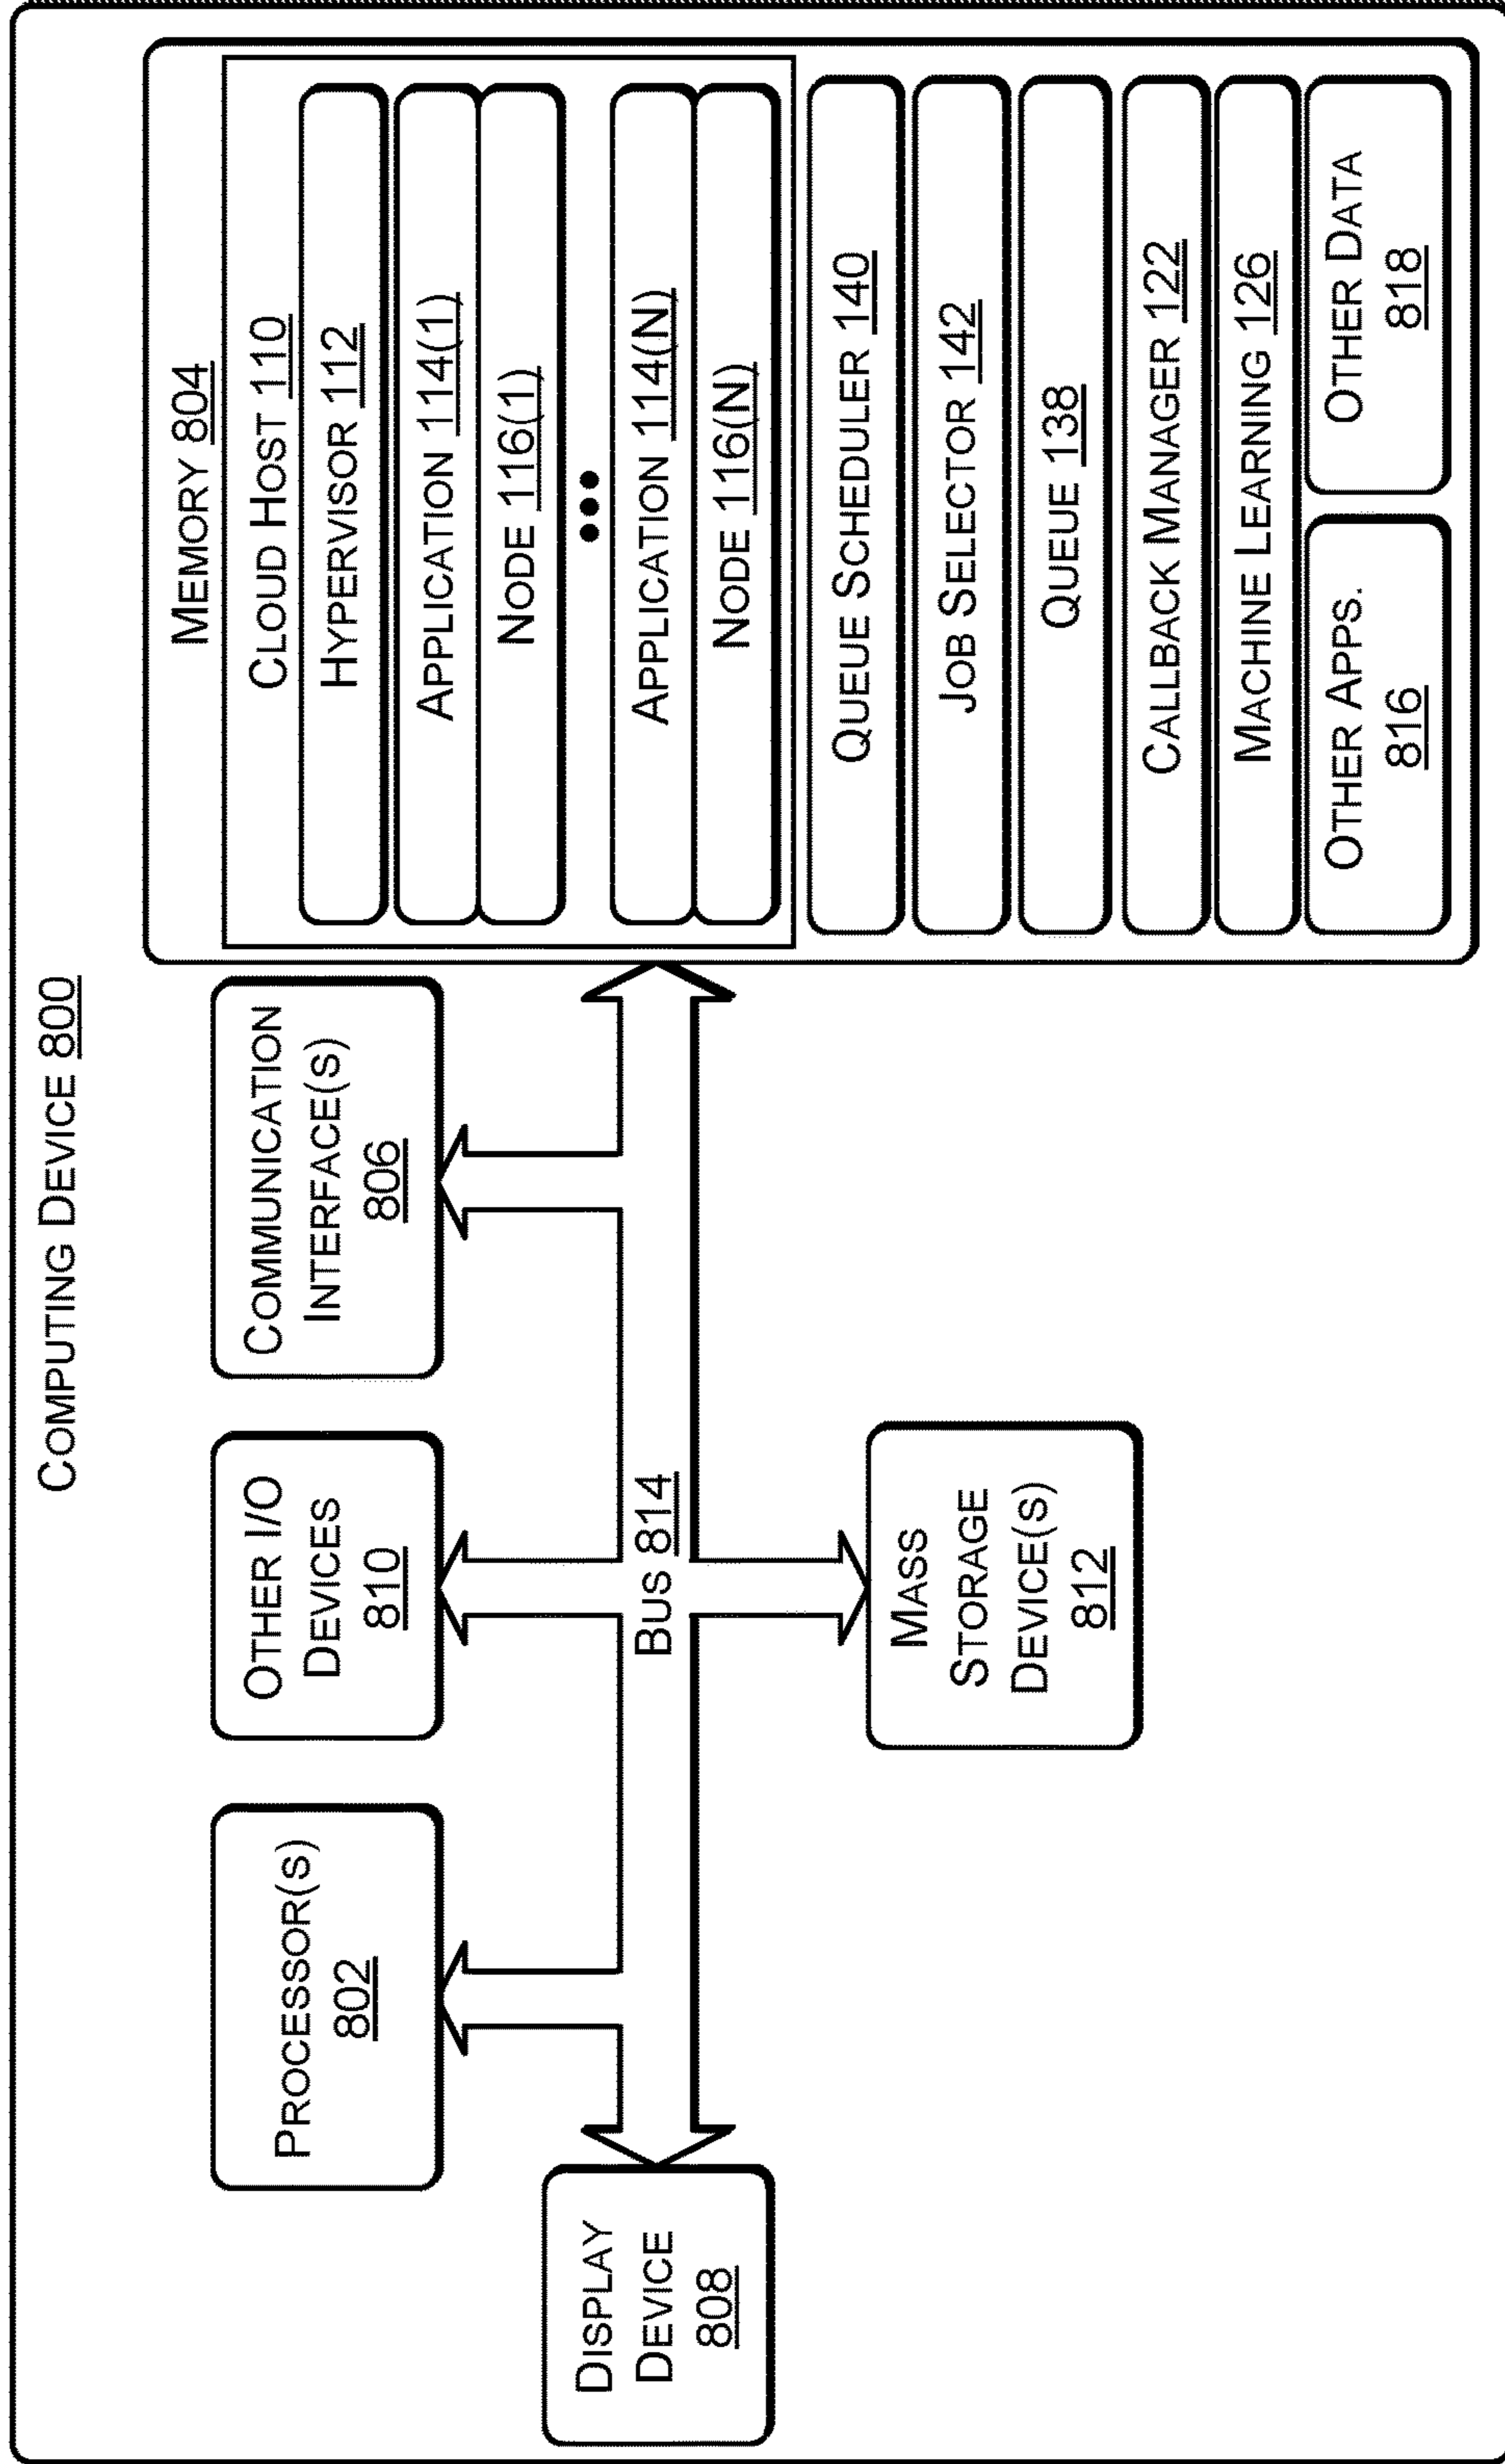 COMPUTING DEVICE 800
PROCESSOR(S)
802
OTHER I/O
DEVICES
810
COMMUNICATION
INTERFACE(S)
806
DISPLAY
DEVICE
808
BUS 814
MASS
STORAGE
DEVICE(S)
812
MEMORY 804
CLOUD HOST 110
HYPERVISOR 112
APPLICATION 114(1)
NODE 116(1)
•••
APPLICATION 114(N)
NODE 116(N)
QUEUE SCHEDULER 140
JOB SELECTOR 142
QUEUE 138
CALLBACK MANAGER 122
MACHINE LEARNING 126
OTHER APPS.
816
OTHER DATA
818